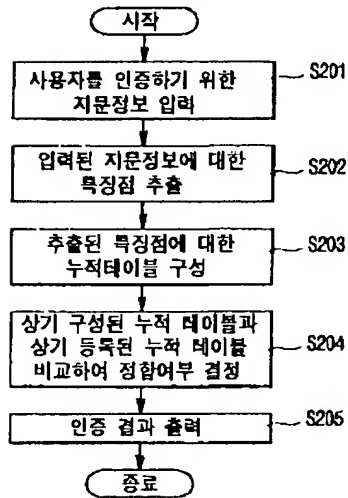 시작
사용자를 인증하기 위한
지문정보 입력
S201
입력된 지문정보에 대한
특징점 추출
S202
추출된 특징점에 대한
누적테이블 구성
S203
상기 구성된 누적 테이블과
상기 등록된 누적 테이블
비교하여 정합여부 결정
S204
인증 결과 출력
S205
종료